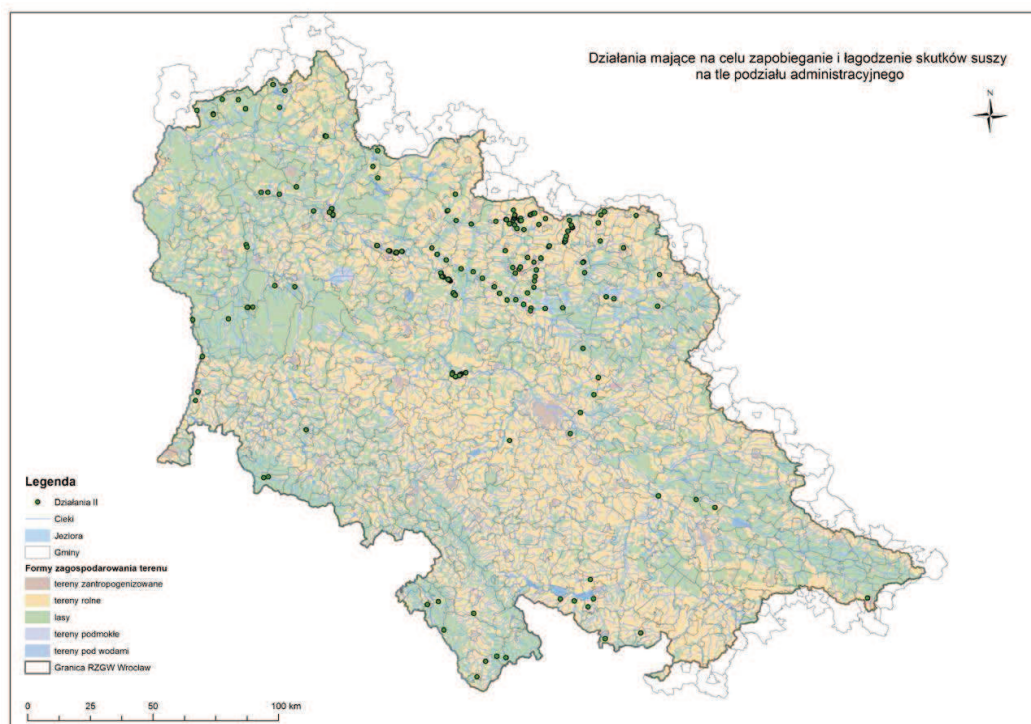 Działania mające na celu zapobieganie i łagodzenie skutków suszy
na tle podziału administracyjnego
N
Legenda
Działania II
Cieki
Jeziora
Gminy
Formy zagospodarowania terenu
tereny zantropogenizowane
tereny rolne
lasy
tereny podmokłe
tereny pod wodami
Granica RZGW Wrocław
0 25 50 100 km